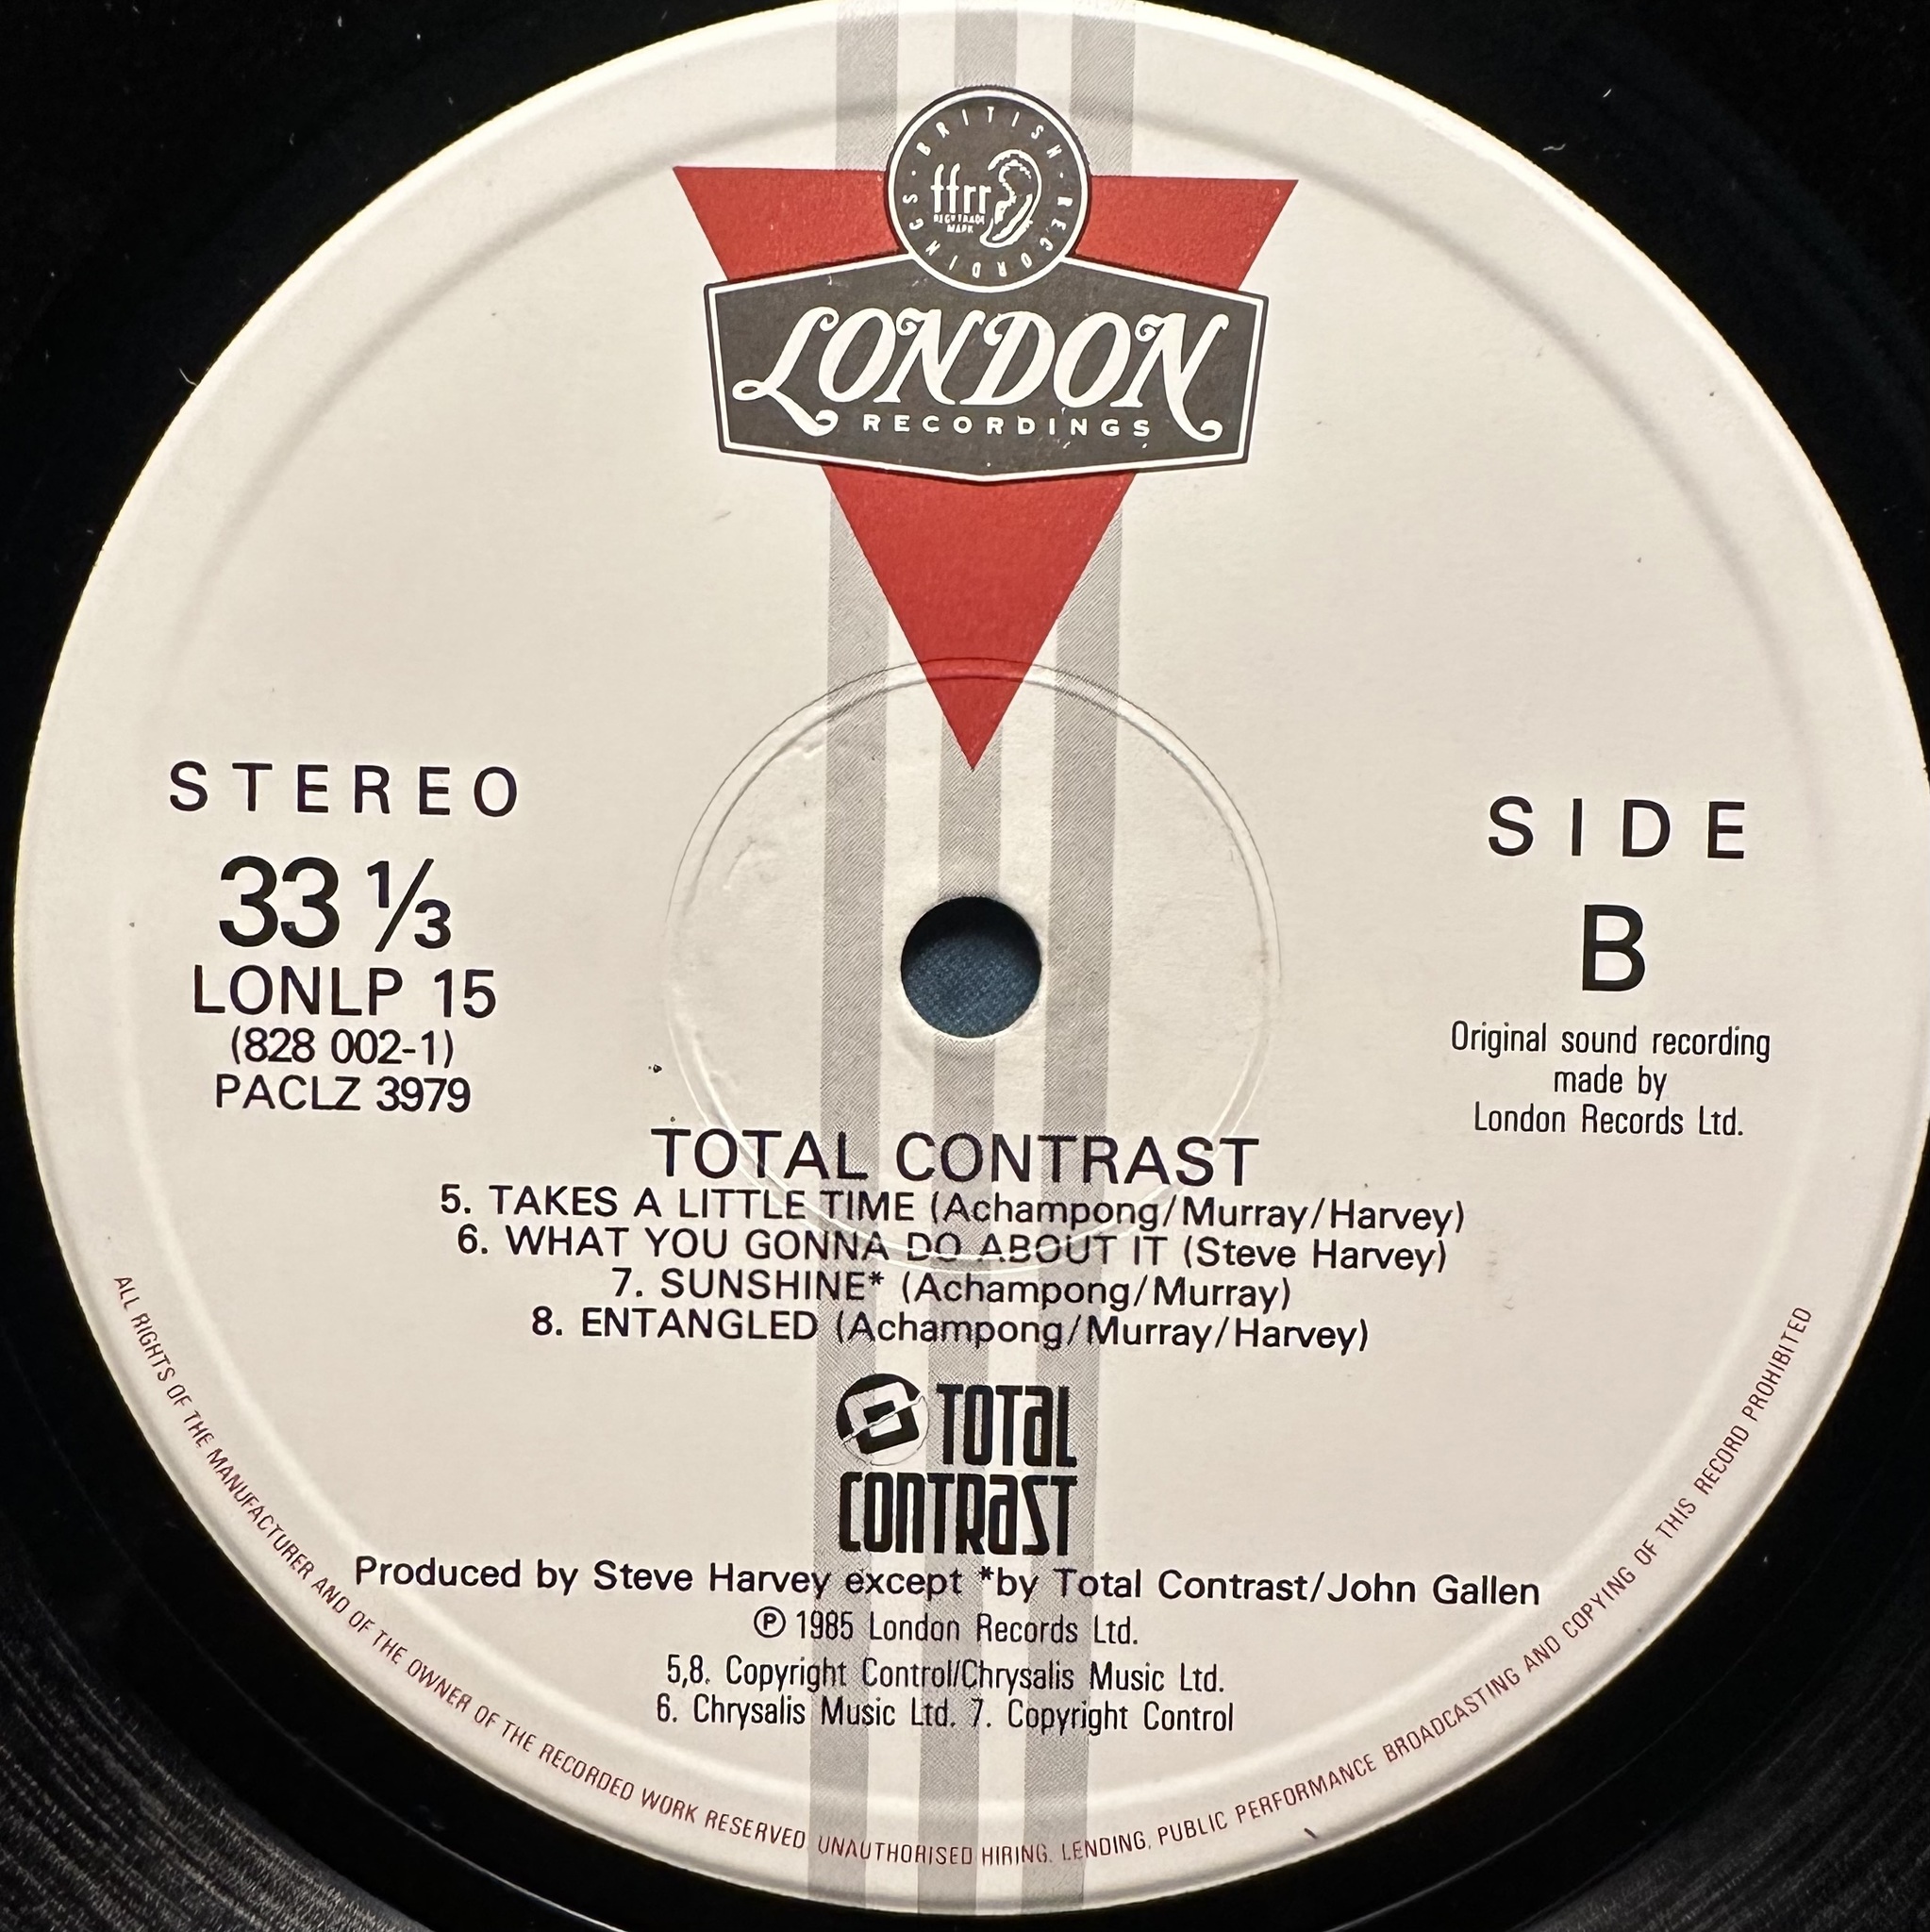 BRITISH · RECORDINGS ·
ffrr
REGᴰ TRADE
MARK
LONDON
RECORDINGS
STEREO
33 ⅓
LONLP 15
(828 002-1)
PACLZ 3979
SIDE
B
Original sound recording
made by
London Records Ltd.
TOTAL CONTRAST
5. TAKES A LITTLE TIME (Achampong/Murray/Harvey)
6. WHAT YOU GONNA DO ABOUT IT (Steve Harvey)
7. SUNSHINE* (Achampong/Murray)
8. ENTANGLED (Achampong/Murray/Harvey)
TOTAL
CONTRAST
Produced by Steve Harvey except *by Total Contrast/John Gallen
℗ 1985 London Records Ltd.
5,8. Copyright Control/Chrysalis Music Ltd.
6. Chrysalis Music Ltd. 7. Copyright Control
ALL RIGHTS OF THE MANUFACTURER AND OF THE OWNER OF THE RECORDED WORK RESERVED UNAUTHORISED HIRING, LENDING, PUBLIC PERFORMANCE BROADCASTING AND COPYING OF THIS RECORD PROHIBITED